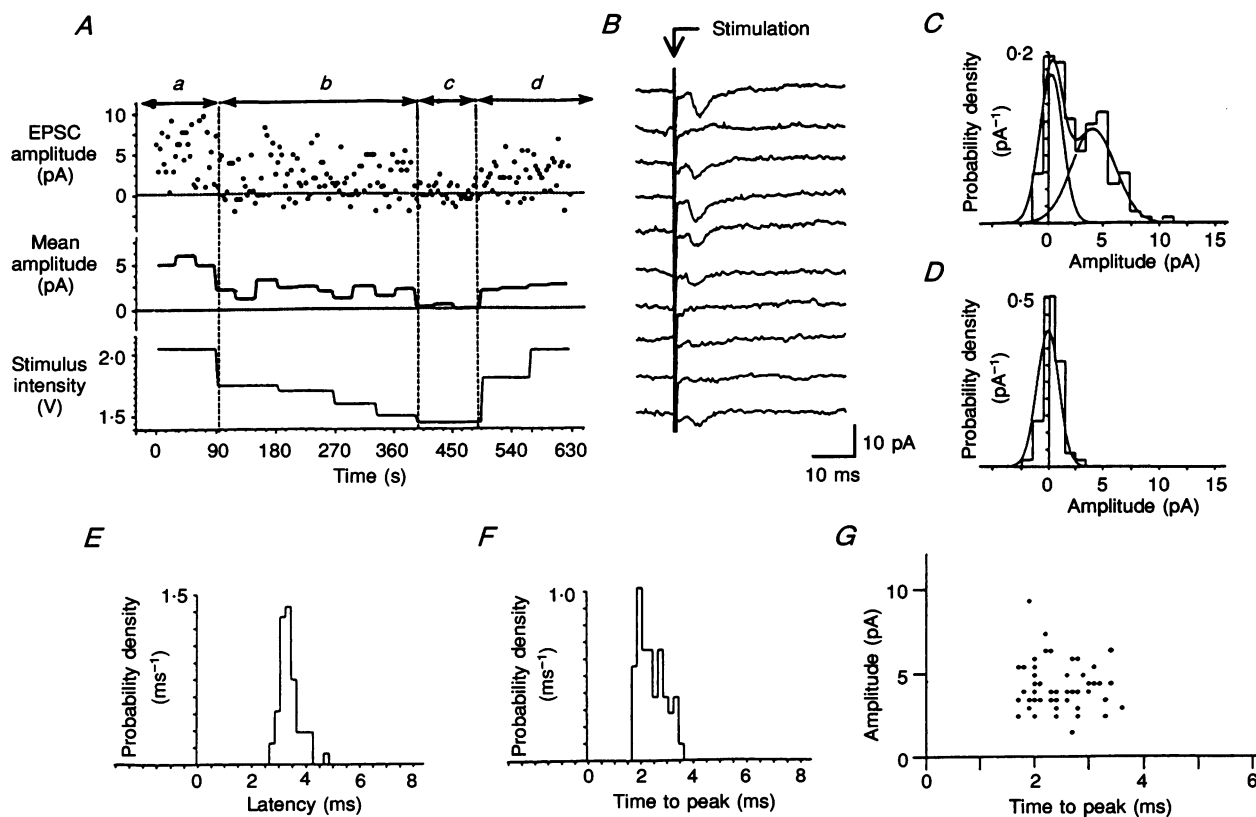 A
a b c d
EPSC
amplitude
(pA)
10
5
0
Mean
amplitude
(pA)
5
0
Stimulus
intensity
(V)
2·0
1·5
0 90 180 270 360 450 540 630
Time (s)
B
Stimulation
10 pA
10 ms
C
Probability density
(pA⁻¹)
0·2
0 5 10 15
Amplitude (pA)
D
Probability density
(pA⁻¹)
0·5
0 5 10 15
Amplitude (pA)
E
Probability density
(ms⁻¹)
1·5
0 2 4 6 8
Latency (ms)
F
Probability density
(ms⁻¹)
1·0
0 2 4 6 8
Time to peak (ms)
G
Amplitude (pA)
10
5
0
0 2 4 6
Time to peak (ms)